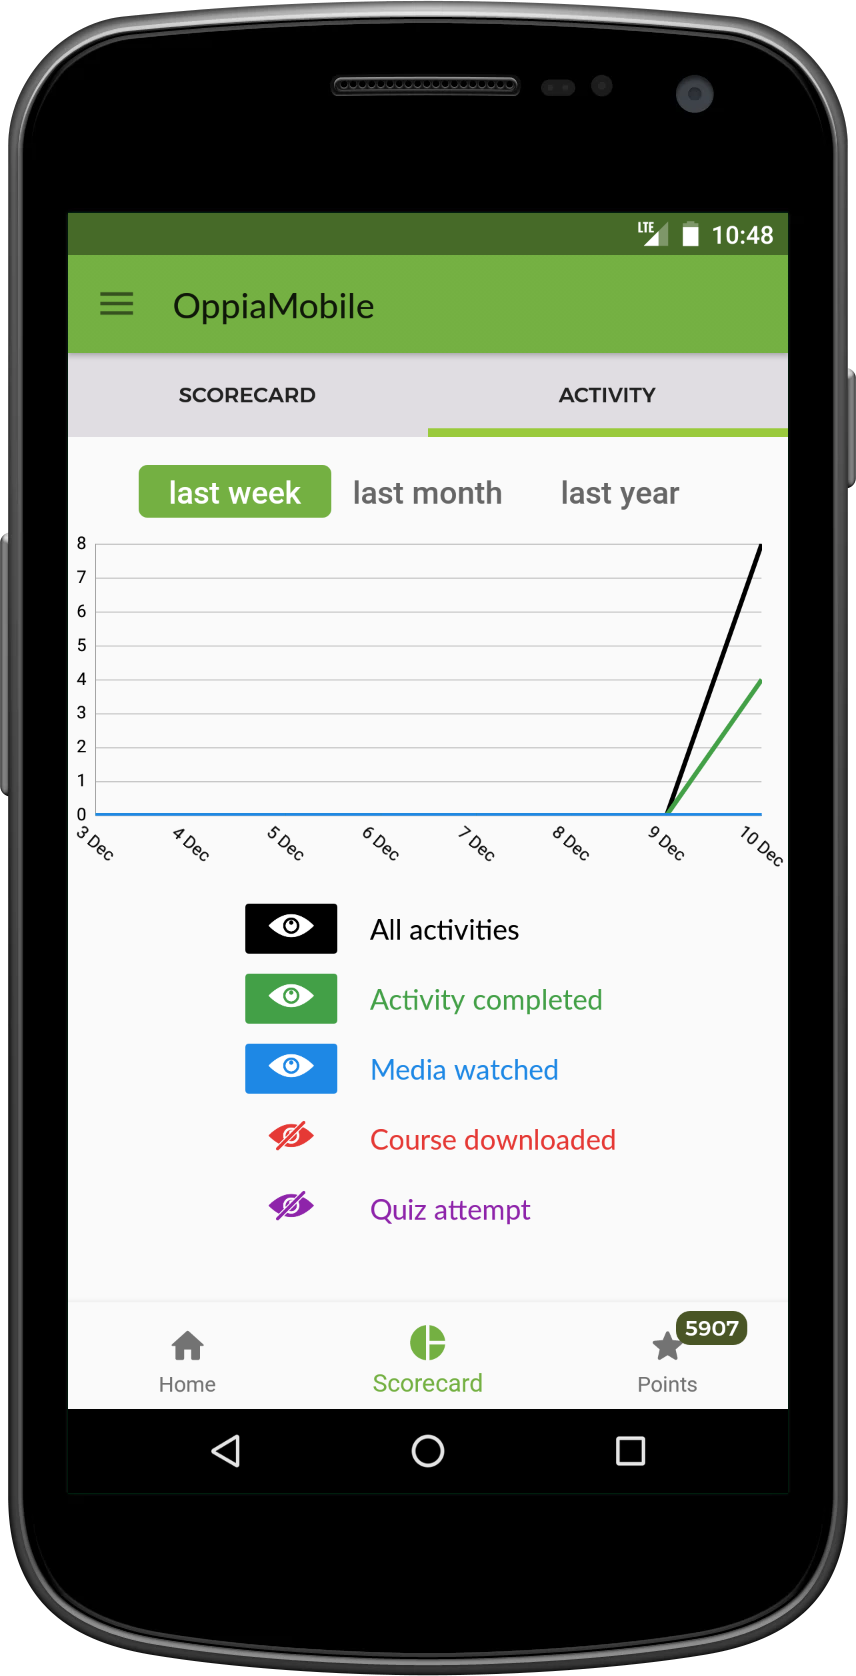 LTE 10:48
OppiaMobile
SCORECARD ACTIVITY
last week last month last year
8
7
6
5
4
3
2
1
0
3 Dec 4 Dec 5 Dec 6 Dec 7 Dec 8 Dec 9 Dec 10 Dec
All activities
Activity completed
Media watched
Course downloaded
Quiz attempt
5907
Home Scorecard Points